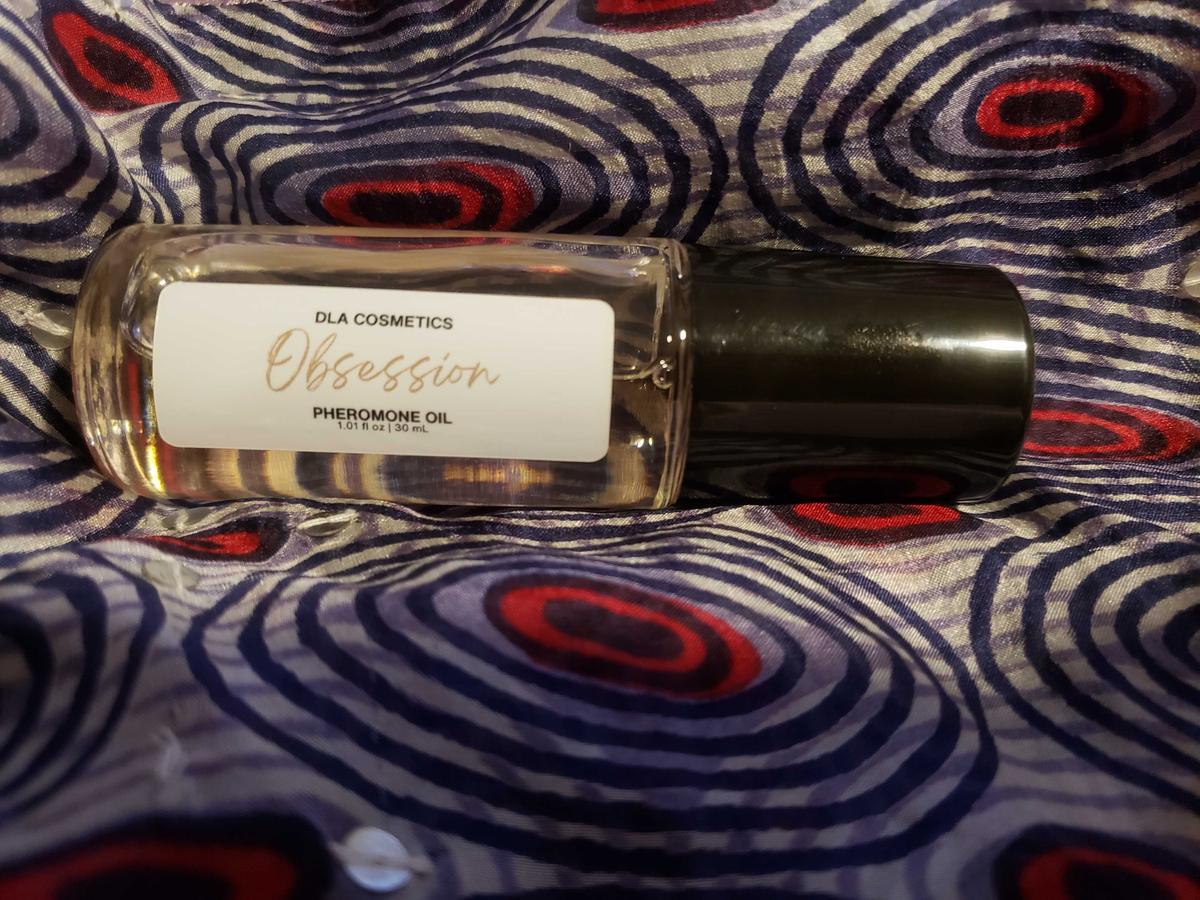 DLA COSMETICS
Obsession
PHEROMONE OIL
1.01 fl oz | 30 mL